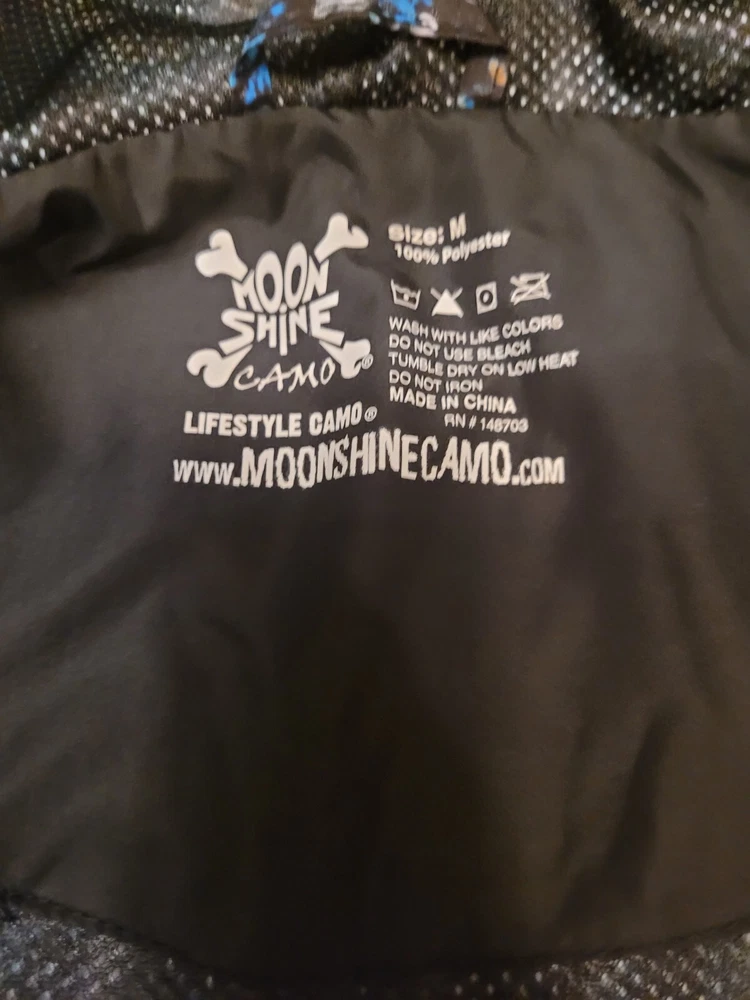 MOON
SHINE
CAMO®
LIFESTYLE CAMO®
Size: M
100% Polyester
WASH WITH LIKE COLORS
DO NOT USE BLEACH
TUMBLE DRY ON LOW HEAT
DO NOT IRON
MADE IN CHINA
RN # 148703
www.MOONSHINECAMO.COM